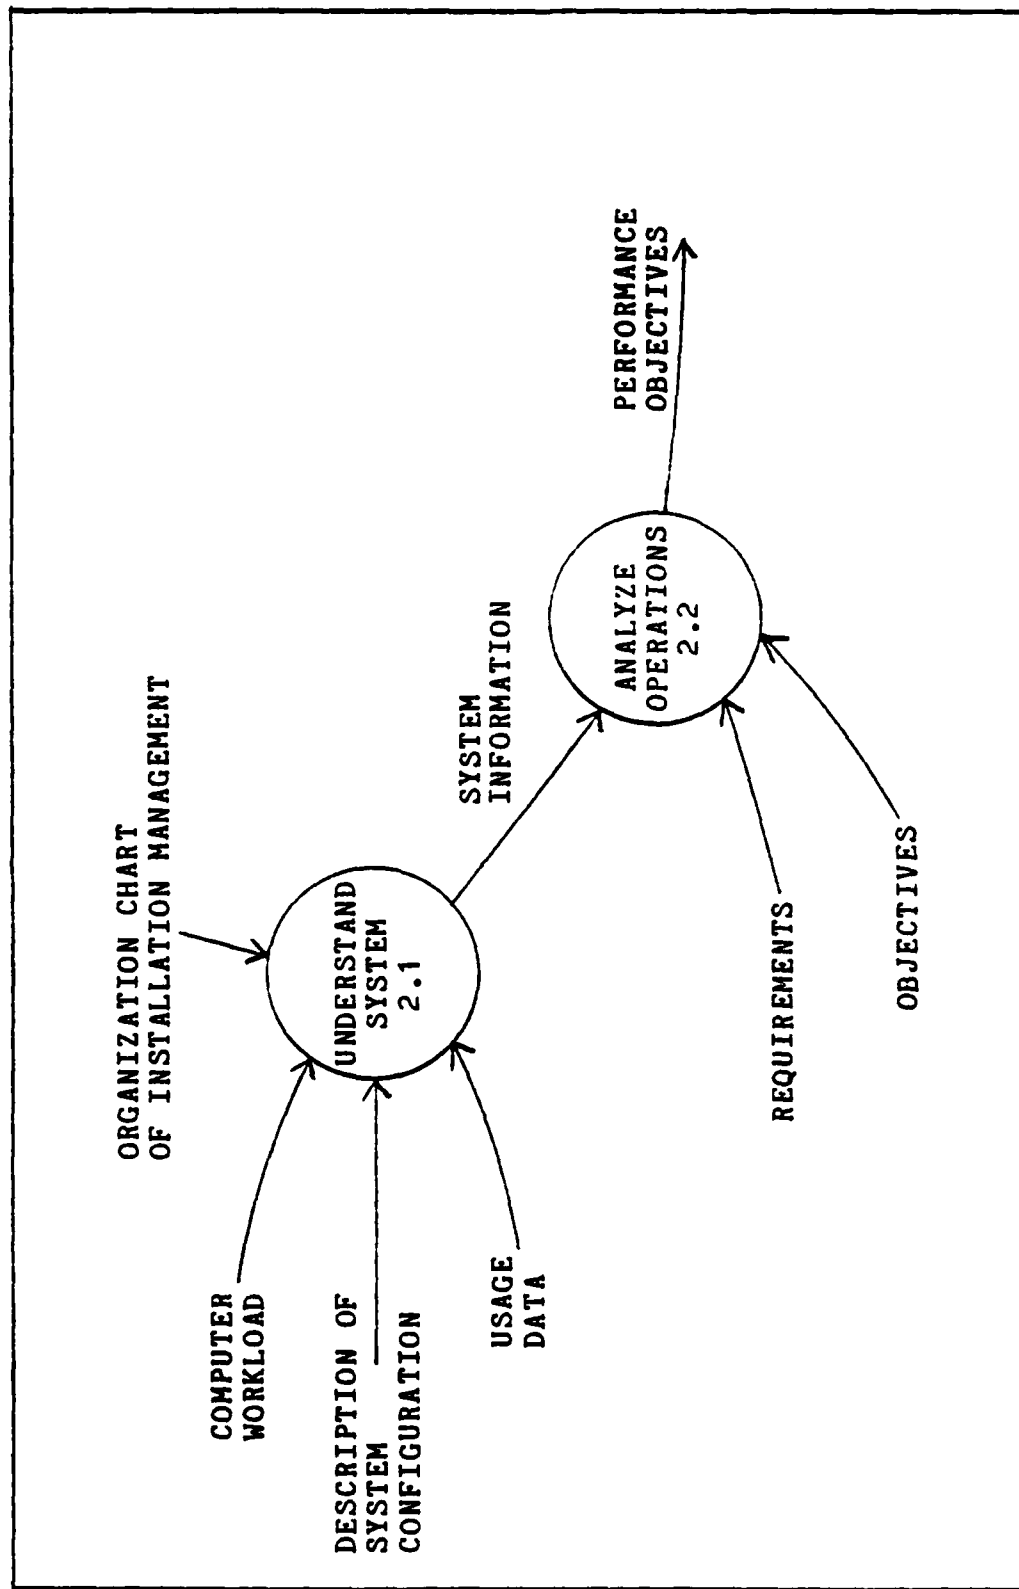 ORGANIZATION CHART
OF INSTALLATION MANAGEMENT
COMPUTER
WORKLOAD
DESCRIPTION OF
SYSTEM
CONFIGURATION
USAGE
DATA
UNDERSTAND
SYSTEM
2.1
SYSTEM
INFORMATION
ANALYZE
OPERATIONS
2.2
PERFORMANCE
OBJECTIVES
REQUIREMENTS
OBJECTIVES